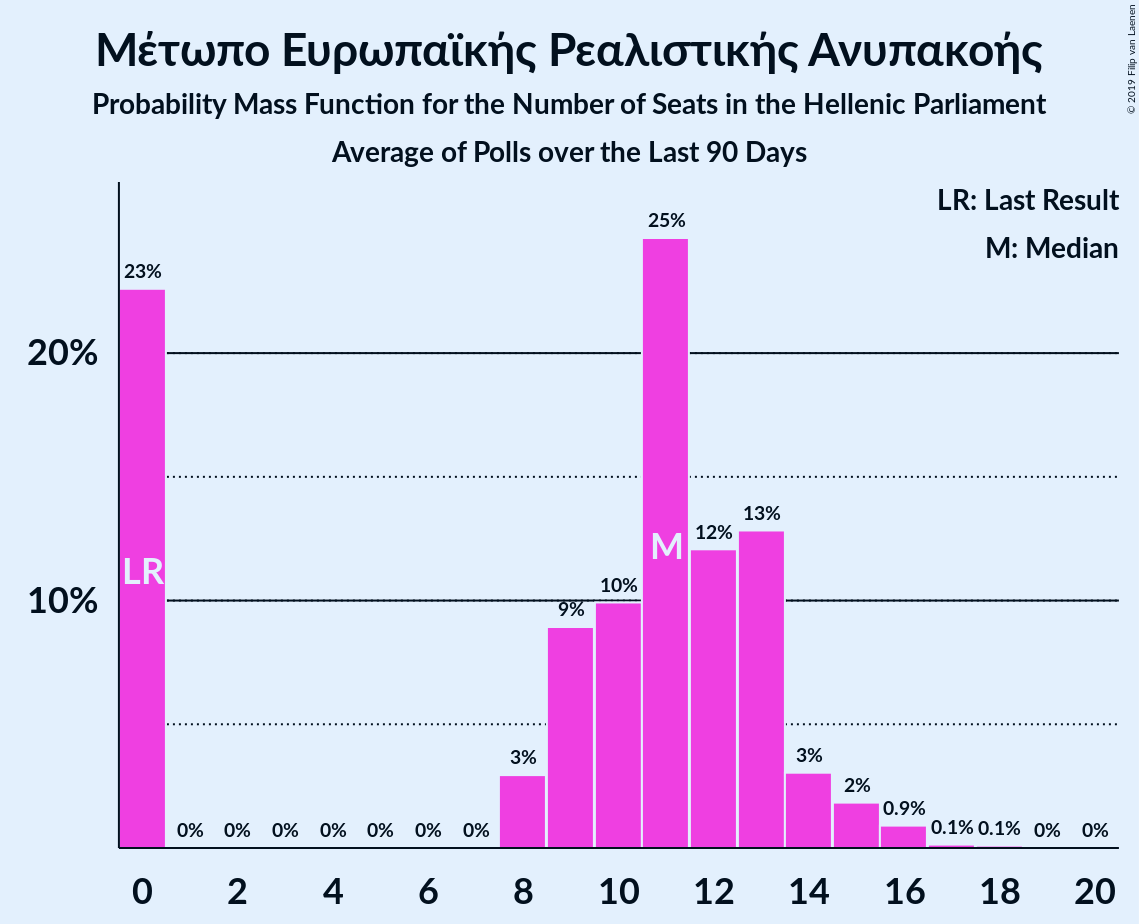 Μέτωπο Ευρωπαϊκής Ρεαλιστικής Ανυπακοής
Probability Mass Function for the Number of Seats in the Hellenic Parliament
Average of Polls over the Last 90 Days
© 2019 Filip van Laenen
LR: Last Result
M: Median
25%
23%
20%
13%
12%
M
LR
10%
10%
9%
3%
3%
2%
0.9%
0% 0% 0% 0% 0% 0% 0% 0.1% 0.1% 0% 0%
0 2 4 6 8 10 12 14 16 18 20